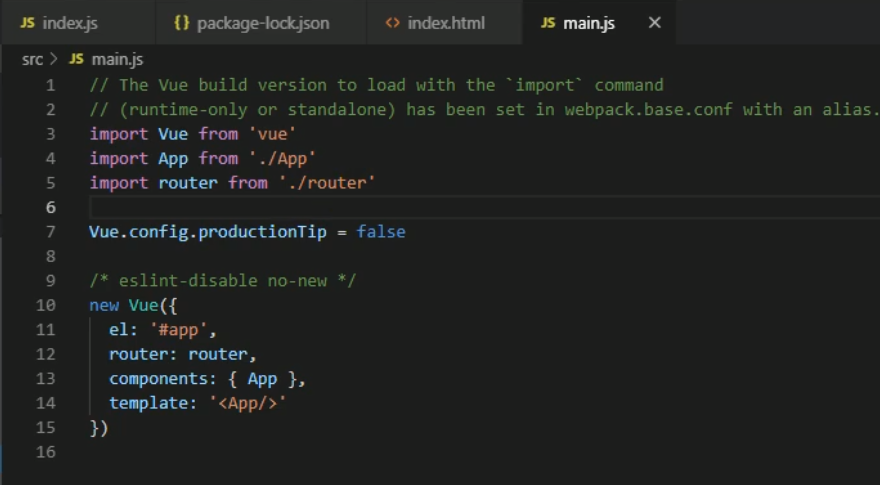 JS index.js {} package-lock.json <> index.html JS main.js ×
src > JS main.js
1 // The Vue build version to load with the `import` command
2 // (runtime-only or standalone) has been set in webpack.base.conf with an alias.
3 import Vue from 'vue'
4 import App from './App'
5 import router from './router'
6
7 Vue.config.productionTip = false
8
9 /* eslint-disable no-new */
10 new Vue({
11   el: '#app',
12   router: router,
13   components: { App },
14   template: '<App/>'
15 })
16